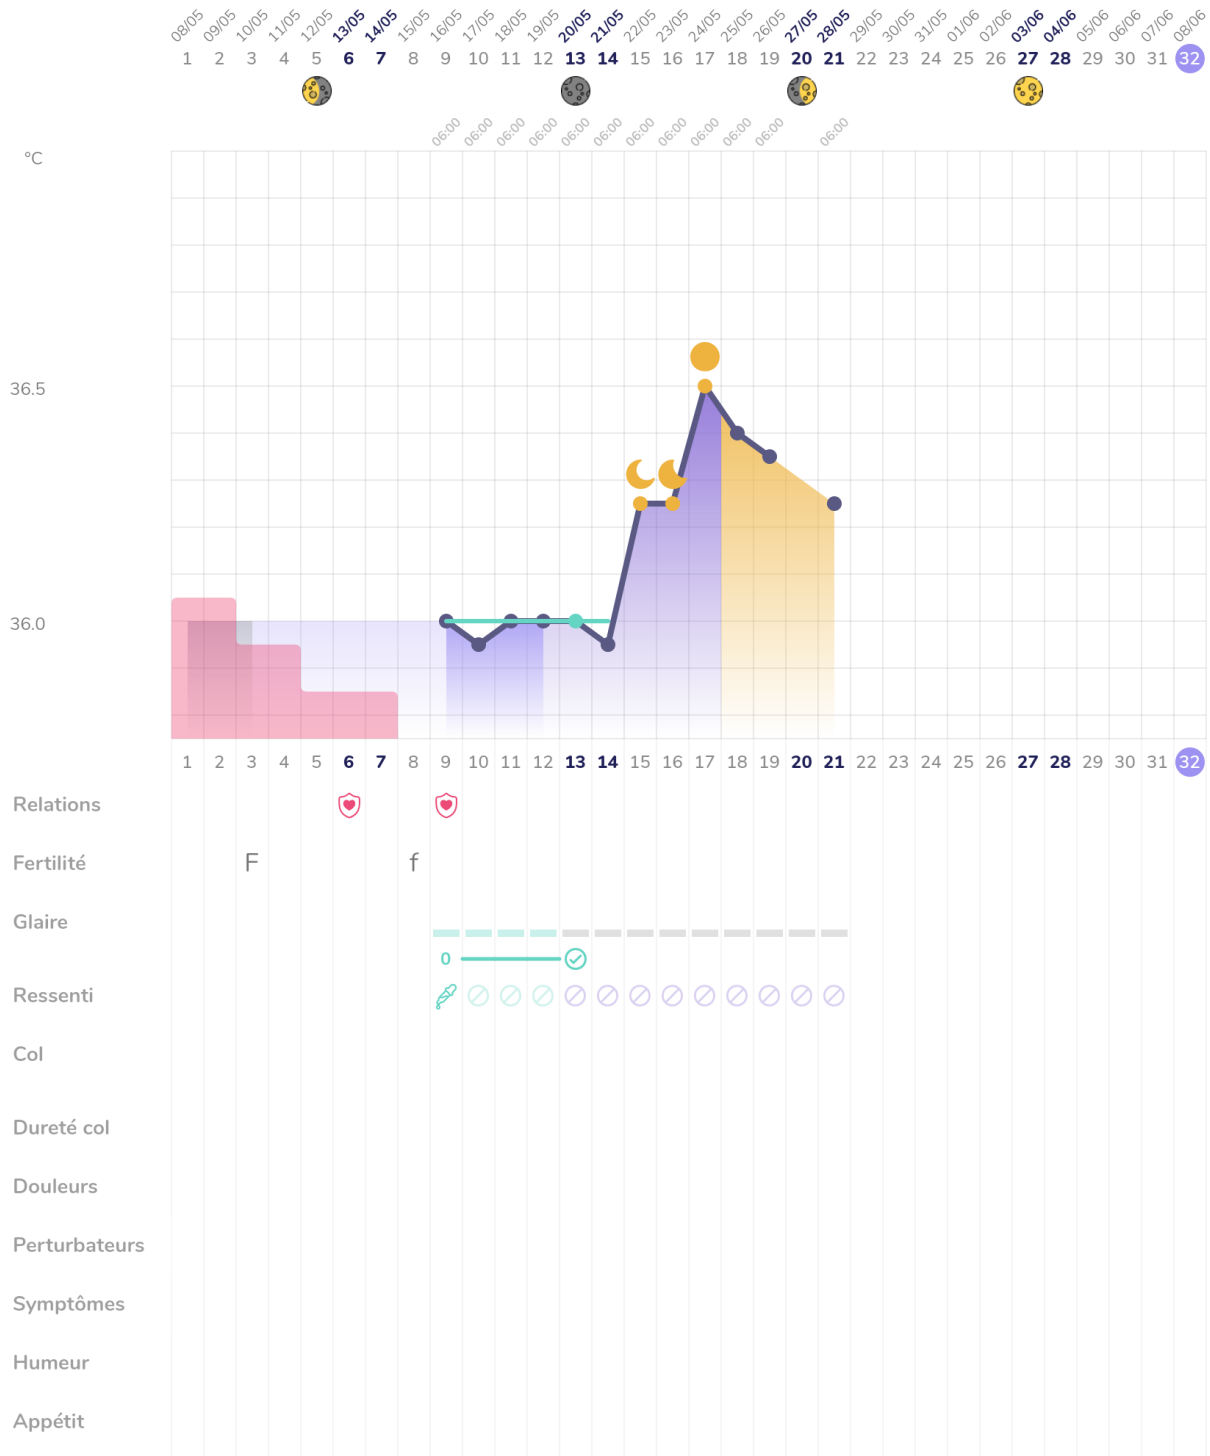 08/05 09/05 10/05 11/05 12/05 13/05 14/05 15/05 16/05 17/05 18/05 19/05 20/05 21/05 22/05 23/05 24/05 25/05 26/05 27/05 28/05 29/05 30/05 31/05 01/06 02/06 03/06 04/06 05/06 06/06 07/06 08/06
1 2 3 4 5 6 7 8 9 10 11 12 13 14 15 16 17 18 19 20 21 22 23 24 25 26 27 28 29 30 31 32
06:00 06:00 06:00 06:00 06:00 06:00 06:00 06:00 06:00 06:00 06:00 06:00
°C
36.5
36.0
1 2 3 4 5 6 7 8 9 10 11 12 13 14 15 16 17 18 19 20 21 22 23 24 25 26 27 28 29 30 31 32
Relations
Fertilité F f
Glaire
0
Ressenti
Col
Dureté col
Douleurs
Perturbateurs
Symptômes
Humeur
Appétit